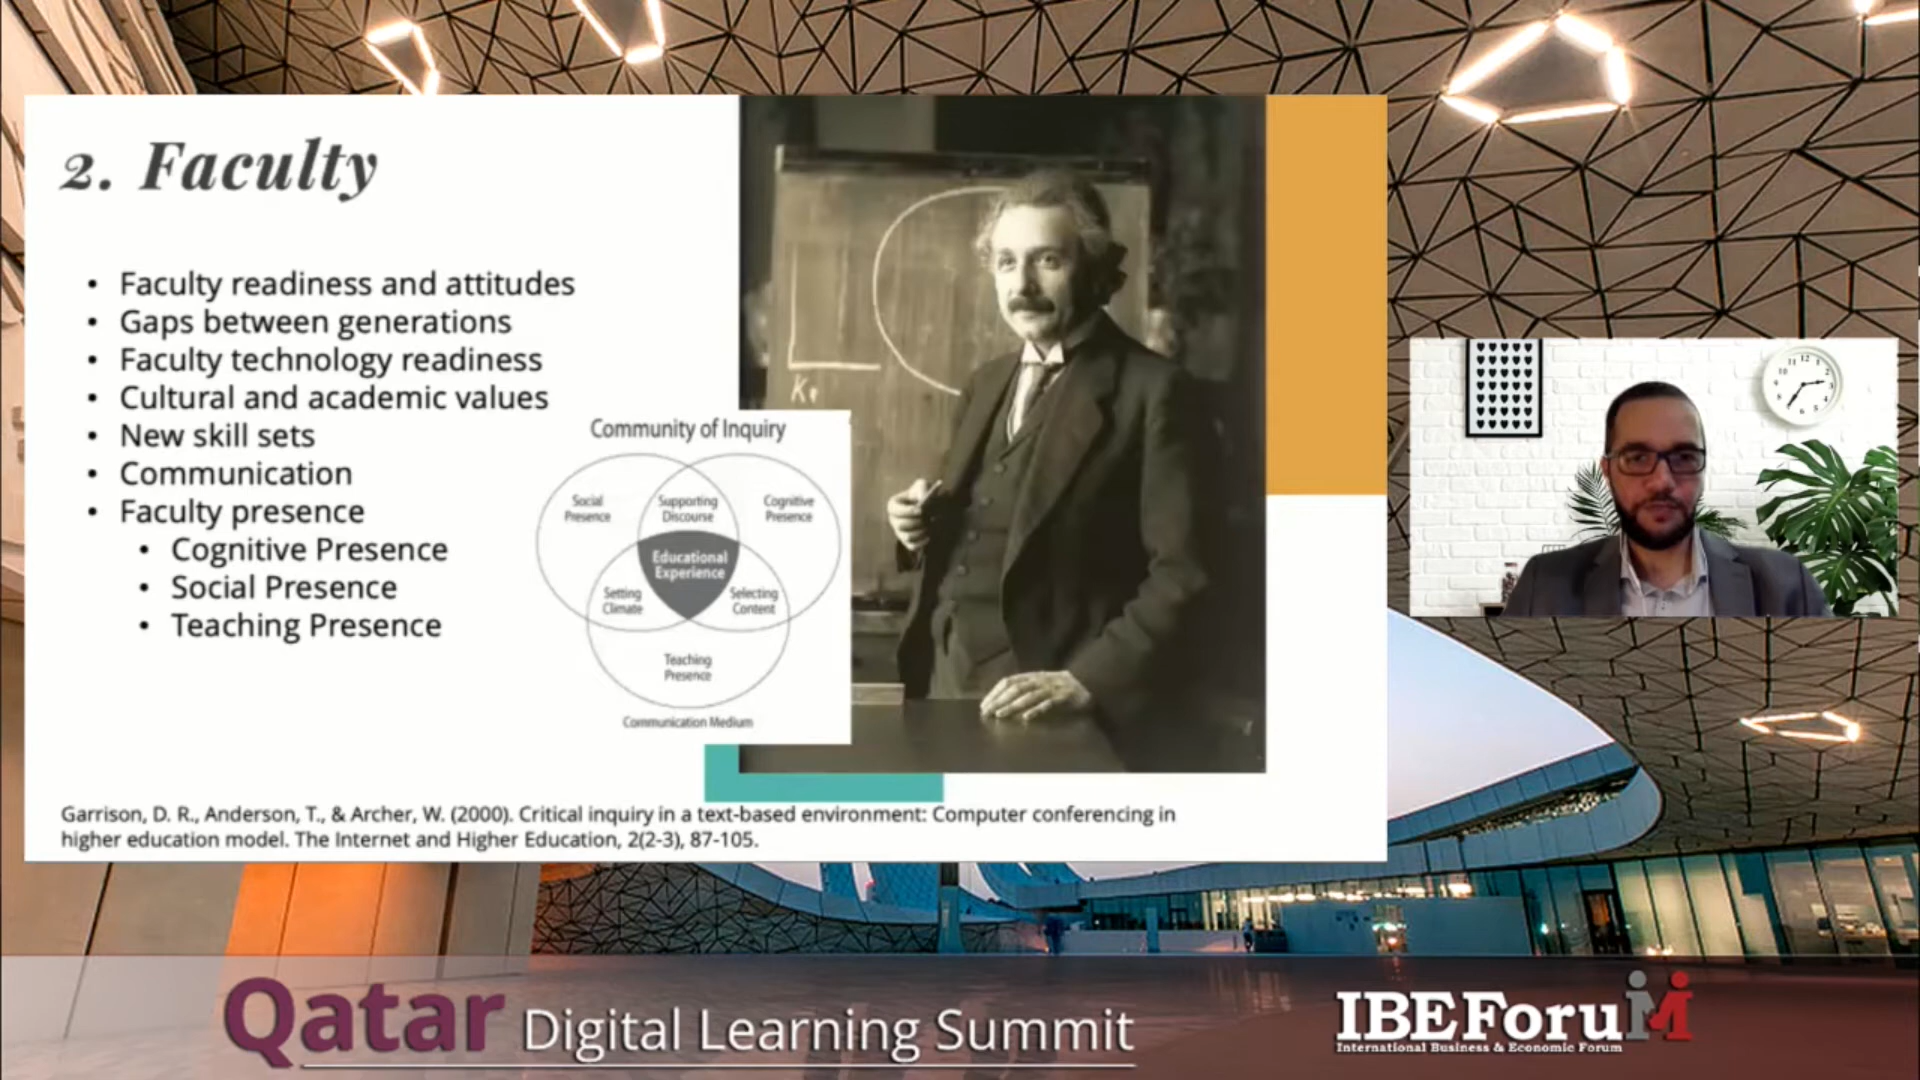 2. Faculty
• Faculty readiness and attitudes
• Gaps between generations
• Faculty technology readiness
• Cultural and academic values
• New skill sets
• Communication
• Faculty presence
• Cognitive Presence
• Social Presence
• Teaching Presence
Community of Inquiry
Social
Presence
Supporting
Discourse
Cognitive
Presence
Educational
Experience
Setting
Climate
Selecting
Content
Teaching
Presence
Communication Medium
Garrison, D. R., Anderson, T., & Archer, W. (2000). Critical inquiry in a text-based environment: Computer conferencing in
higher education model. The Internet and Higher Education, 2(2-3), 87-105.
Qatar Digital Learning Summit
IBEForuM
International Business & Economic Forum